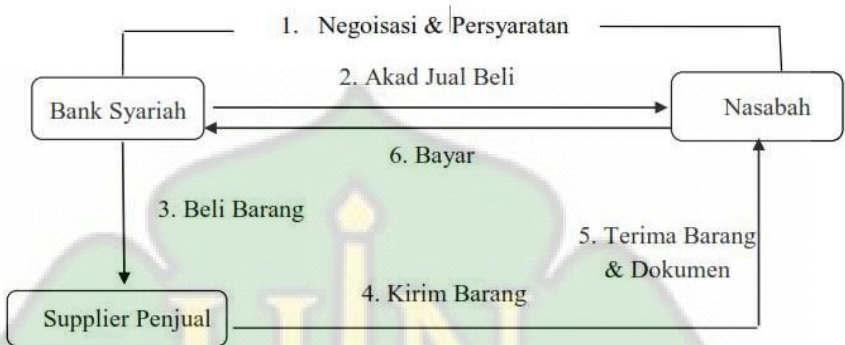 1. Negoisasi & Persyaratan
2. Akad Jual Beli
Bank Syariah
Nasabah
6. Bayar
3. Beli Barang
5. Terima Barang
& Dokumen
4. Kirim Barang
Supplier Penjual
UIN